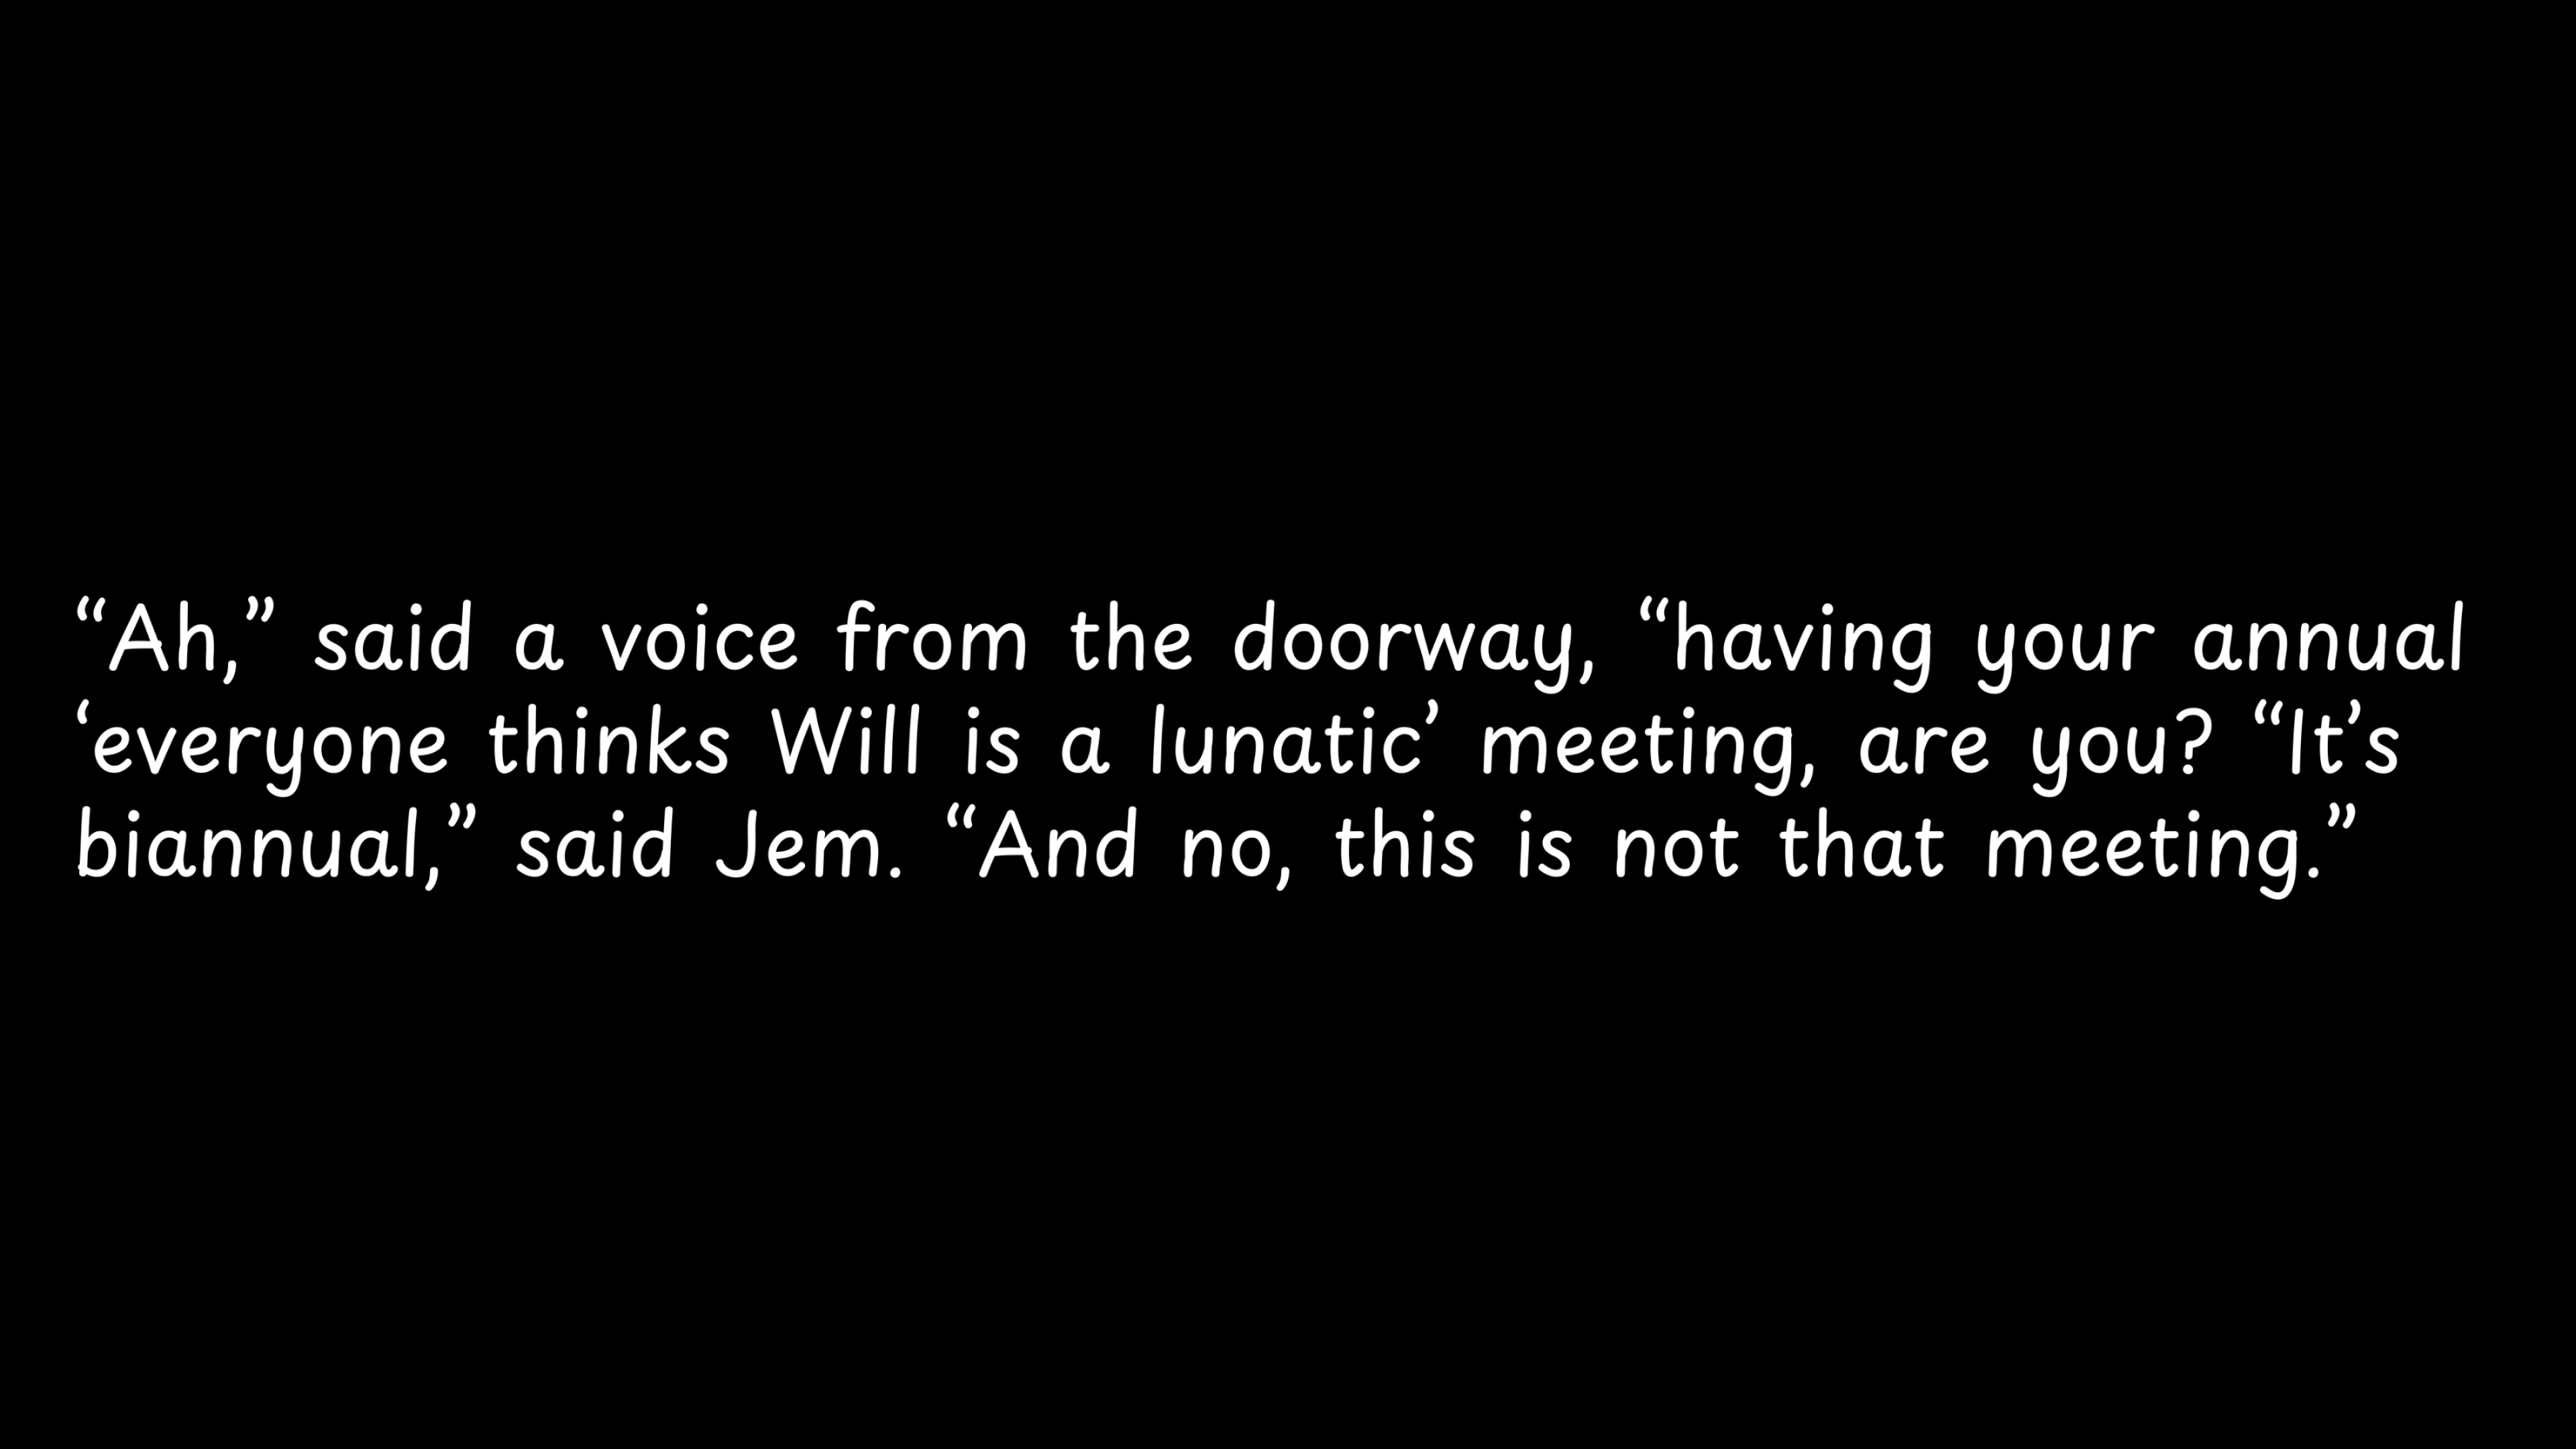 “Ah,” said a voice from the doorway, “having your annual
‘everyone thinks Will is a lunatic’ meeting, are you? “It’s
biannual,” said Jem. “And no, this is not that meeting.”